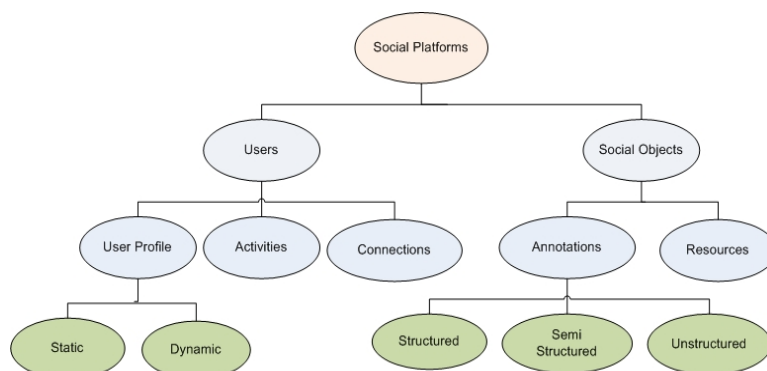 Social Platforms
Users
Social Objects
User Profile
Activities
Connections
Annotations
Resources
Static
Dynamic
Structured
Semi
Structured
Unstructured